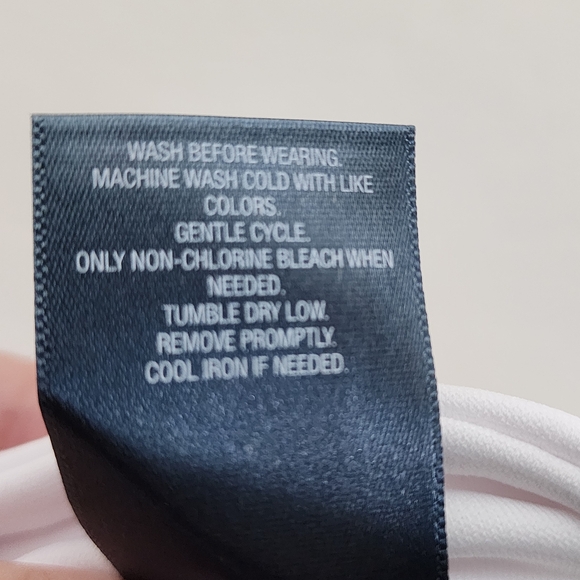 WASH BEFORE WEARING.
MACHINE WASH COLD WITH LIKE
COLORS.
GENTLE CYCLE.
ONLY NON-CHLORINE BLEACH WHEN
NEEDED.
TUMBLE DRY LOW.
REMOVE PROMPTLY.
COOL IRON IF NEEDED.